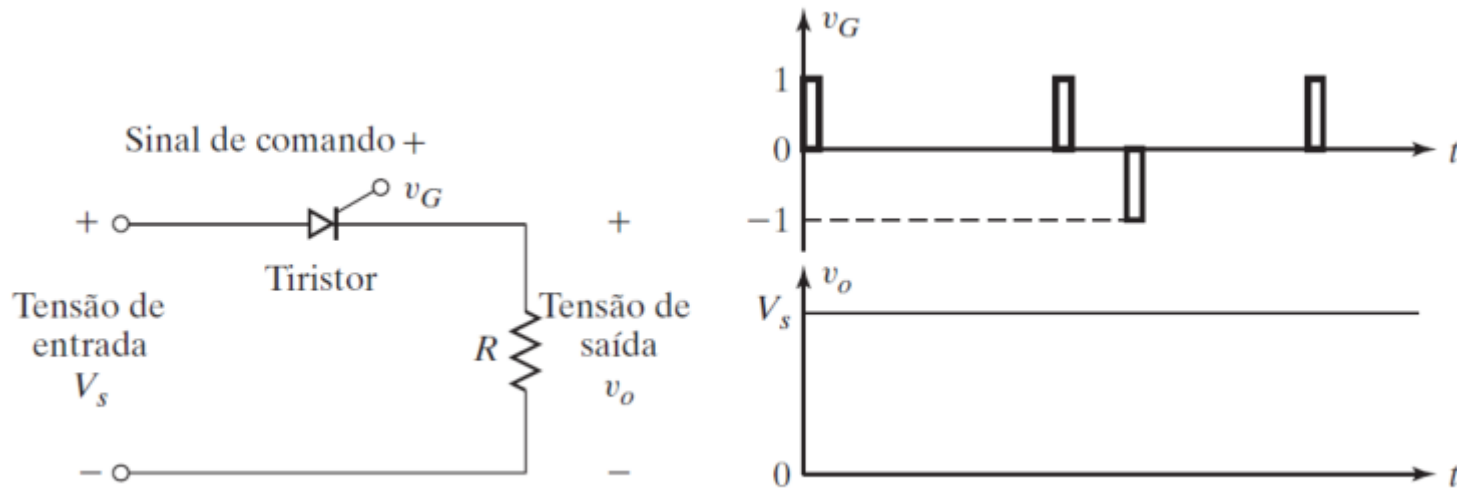 Sinal de comando +
v_G
+
+
Tiristor
Tensão de
entrada
V_s
R
Tensão de
saída
v_o
−
−
v_G
1
0
t
−1
v_o
V_s
0
t